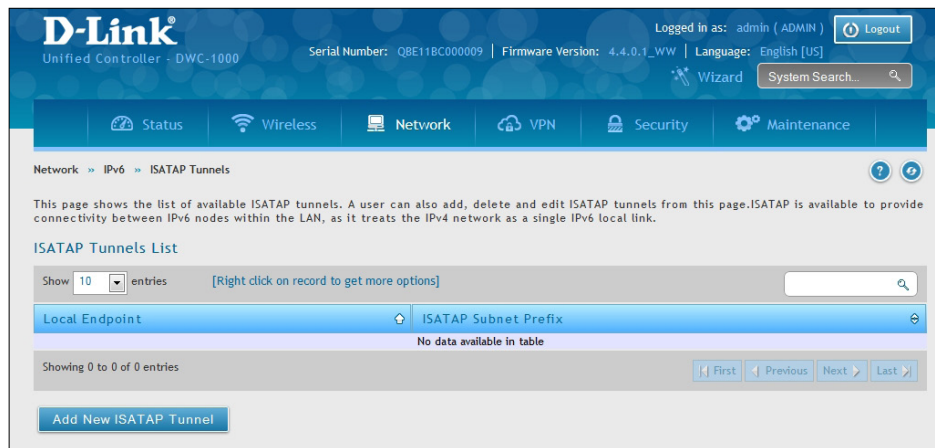 D-Link®
Unified Controller - DWC-1000
Logged in as: admin ( ADMIN ) Logout
Serial Number: QBE11BC000009 | Firmware Version: 4.4.0.1_WW | Language: English [US]
Wizard System Search...
Status Wireless Network VPN Security Maintenance
Network » IPv6 » ISATAP Tunnels
This page shows the list of available ISATAP tunnels. A user can also add, delete and edit ISATAP tunnels from this page.ISATAP is available to provide
connectivity between IPv6 nodes within the LAN, as it treats the IPv4 network as a single IPv6 local link.
ISATAP Tunnels List
Show 10 entries [Right click on record to get more options]
Local Endpoint ISATAP Subnet Prefix
No data available in table
Showing 0 to 0 of 0 entries First Previous Next Last
Add New ISATAP Tunnel